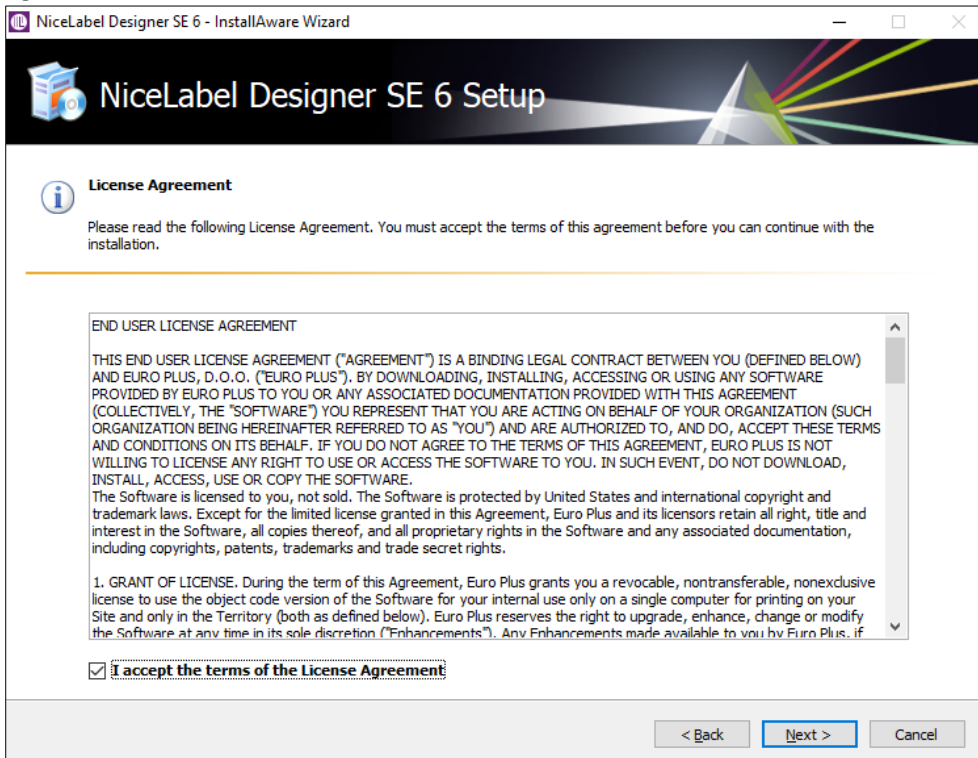 NiceLabel Designer SE 6 - InstallAware Wizard
NiceLabel Designer SE 6 Setup
License Agreement
Please read the following License Agreement. You must accept the terms of this agreement before you can continue with the
installation.
END USER LICENSE AGREEMENT
THIS END USER LICENSE AGREEMENT ("AGREEMENT") IS A BINDING LEGAL CONTRACT BETWEEN YOU (DEFINED BELOW)
AND EURO PLUS, D.O.O. ("EURO PLUS"). BY DOWNLOADING, INSTALLING, ACCESSING OR USING ANY SOFTWARE
PROVIDED BY EURO PLUS TO YOU OR ANY ASSOCIATED DOCUMENTATION PROVIDED WITH THIS AGREEMENT
(COLLECTIVELY, THE "SOFTWARE") YOU REPRESENT THAT YOU ARE ACTING ON BEHALF OF YOUR ORGANIZATION (SUCH
ORGANIZATION BEING HEREINAFTER REFERRED TO AS "YOU") AND ARE AUTHORIZED TO, AND DO, ACCEPT THESE TERMS
AND CONDITIONS ON ITS BEHALF. IF YOU DO NOT AGREE TO THE TERMS OF THIS AGREEMENT, EURO PLUS IS NOT
WILLING TO LICENSE ANY RIGHT TO USE OR ACCESS THE SOFTWARE TO YOU. IN SUCH EVENT, DO NOT DOWNLOAD,
INSTALL, ACCESS, USE OR COPY THE SOFTWARE.
The Software is licensed to you, not sold. The Software is protected by United States and international copyright and
trademark laws. Except for the limited license granted in this Agreement, Euro Plus and its licensors retain all right, title and
interest in the Software, all copies thereof, and all proprietary rights in the Software and any associated documentation,
including copyrights, patents, trademarks and trade secret rights.
1. GRANT OF LICENSE. During the term of this Agreement, Euro Plus grants you a revocable, nontransferable, nonexclusive
license to use the object code version of the Software for your internal use only on a single computer for printing on your
Site and only in the Territory (both as defined below). Euro Plus reserves the right to upgrade, enhance, change or modify
the Software at any time in its sole discretion ("Enhancements"). Any Enhancements made available to you by Euro Plus, if
I accept the terms of the License Agreement
< Back Next > Cancel